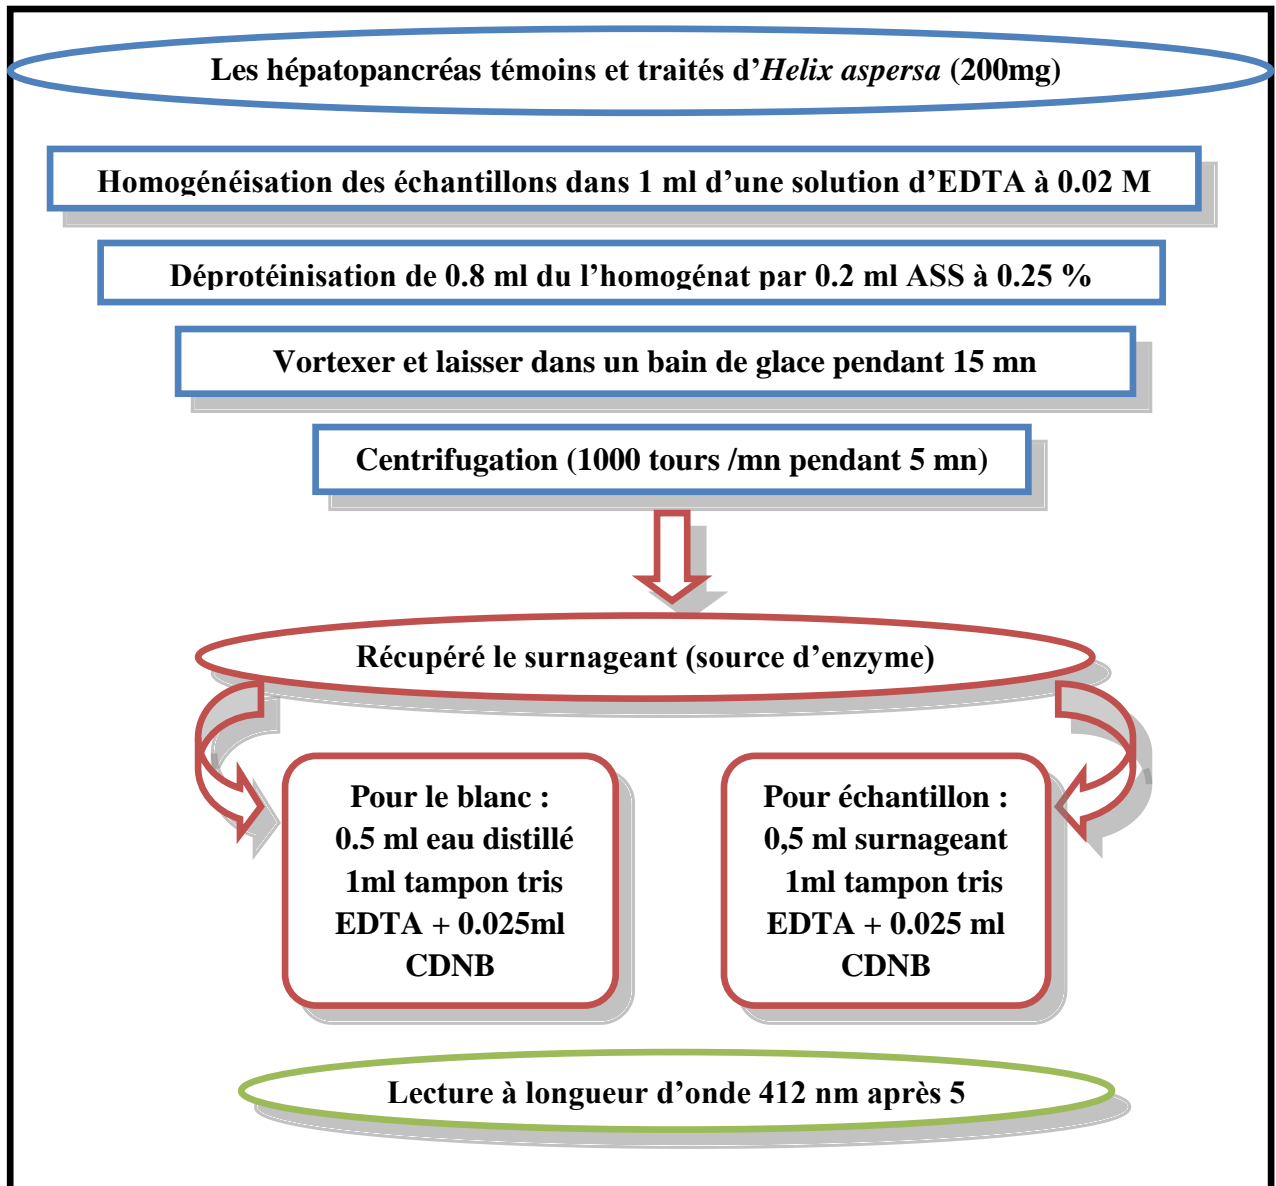 Les hépatopancréas témoins et traités d’Helix aspersa (200mg)
Homogénéisation des échantillons dans 1 ml d’une solution d’EDTA à 0.02 M
Déprotéinisation de 0.8 ml du l’homogénat par 0.2 ml ASS à 0.25 %
Vortexer et laisser dans un bain de glace pendant 15 mn
Centrifugation (1000 tours /mn pendant 5 mn)
Récupéré le surnageant (source d’enzyme)
Pour le blanc :
0.5 ml eau distillé
1ml tampon tris
EDTA + 0.025ml
CDNB
Pour échantillon :
0,5 ml surnageant
1ml tampon tris
EDTA + 0.025 ml
CDNB
Lecture à longueur d’onde 412 nm après 5